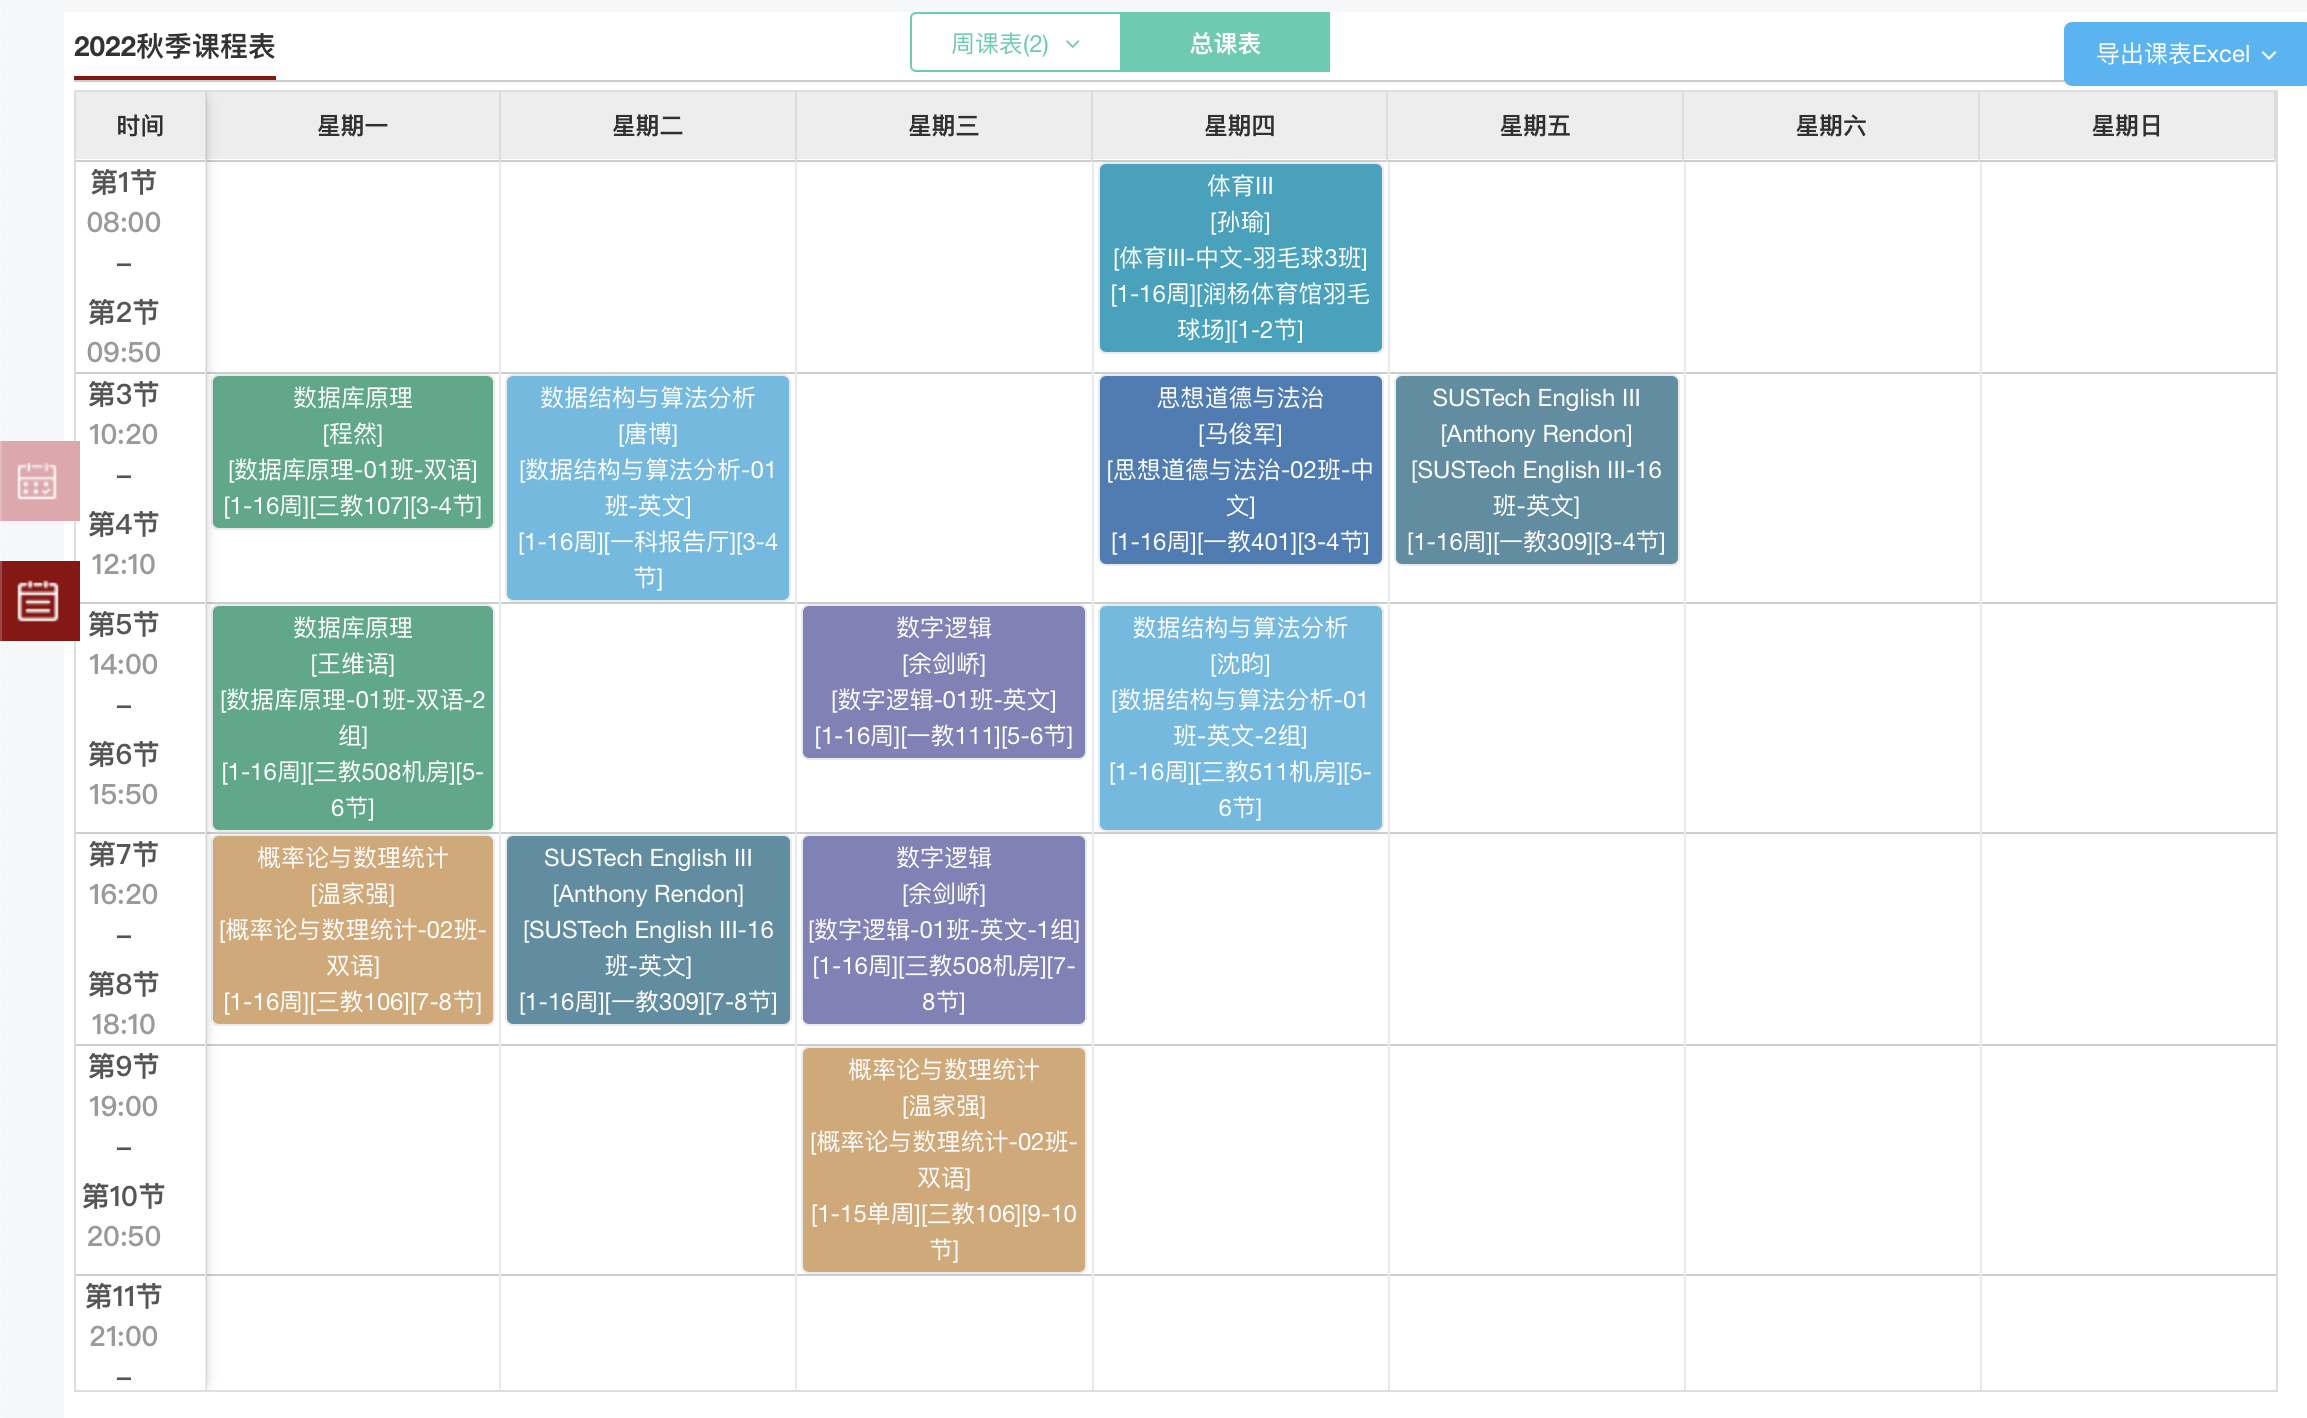 2022秋季课程表
周课表(2)
总课表
导出课表Excel
时间
星期一
星期二
星期三
星期四
星期五
星期六
星期日
第1节
08:00
–
第2节
09:50
体育III
[孙瑜]
[体育III-中文-羽毛球3班]
[1-16周][润杨体育馆羽毛
球场][1-2节]
第3节
10:20
–
第4节
12:10
数据库原理
[程然]
[数据库原理-01班-双语]
[1-16周][三教107][3-4节]
数据结构与算法分析
[唐博]
[数据结构与算法分析-01
班-英文]
[1-16周][一科报告厅][3-4
节]
思想道德与法治
[马俊军]
[思想道德与法治-02班-中
文]
[1-16周][一教401][3-4节]
SUSTech English III
[Anthony Rendon]
[SUSTech English III-16
班-英文]
[1-16周][一教309][3-4节]
第5节
14:00
–
第6节
15:50
数据库原理
[王维语]
[数据库原理-01班-双语-2
组]
[1-16周][三教508机房][5-
6节]
数字逻辑
[余剑峤]
[数字逻辑-01班-英文]
[1-16周][一教111][5-6节]
数据结构与算法分析
[沈昀]
[数据结构与算法分析-01
班-英文-2组]
[1-16周][三教511机房][5-
6节]
第7节
16:20
–
第8节
18:10
概率论与数理统计
[温家强]
[概率论与数理统计-02班-
双语]
[1-16周][三教106][7-8节]
SUSTech English III
[Anthony Rendon]
[SUSTech English III-16
班-英文]
[1-16周][一教309][7-8节]
数字逻辑
[余剑峤]
[数字逻辑-01班-英文-1组]
[1-16周][三教508机房][7-
8节]
第9节
19:00
–
第10节
20:50
概率论与数理统计
[温家强]
[概率论与数理统计-02班-
双语]
[1-15单周][三教106][9-10
节]
第11节
21:00
–